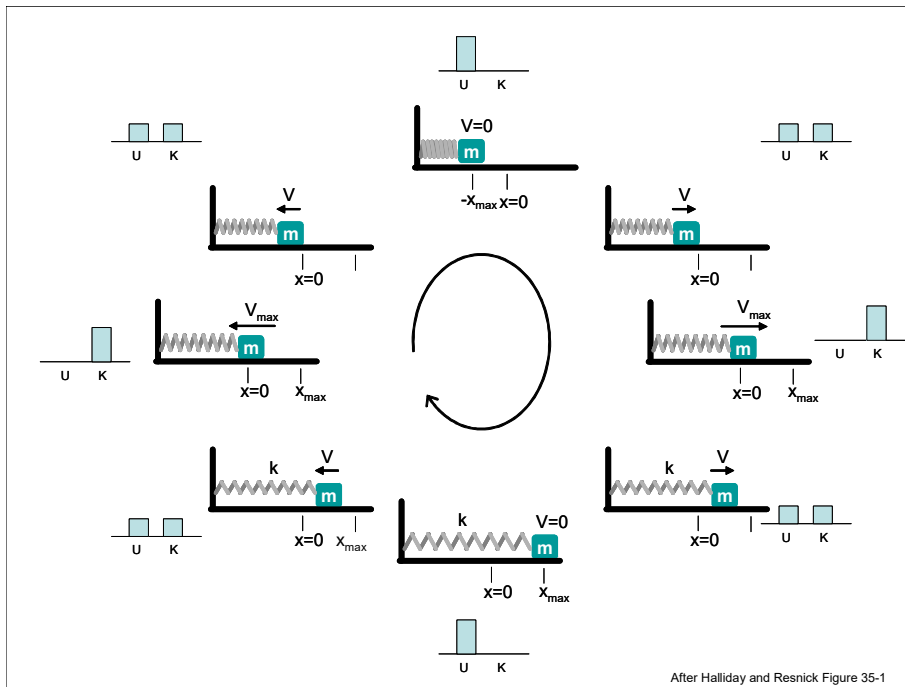 U K
V=0
m
-xmax x=0
U K
V
m
x=0
U K
V
m
x=0
U K
Vmax
m
x=0 xmax
Vmax
m
x=0 xmax
U K
k V
m
x=0 xmax
U K
k V=0
m
x=0 xmax
k V
m
x=0
U K
U K
After Halliday and Resnick Figure 35-1